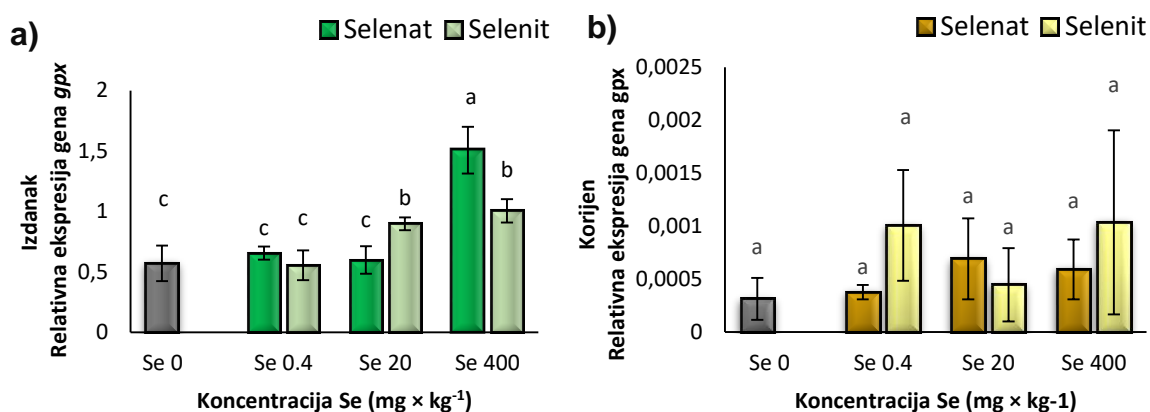 a)
Selenat Selenit
Izdanak
Relativna ekspresija gena gpx
2
1,5
1
0,5
0
c
c
c
c
b
a
b
Se 0 Se 0.4 Se 20 Se 400
Koncentracija Se (mg × kg-1)
b)
Selenat Selenit
Korijen
Relativna ekspresija gena gpx
0,0025
0,002
0,0015
0,001
0,0005
0
a
a
a
a
a
a
a
Se 0 Se 0.4 Se 20 Se 400
Koncentracija Se (mg × kg-1)